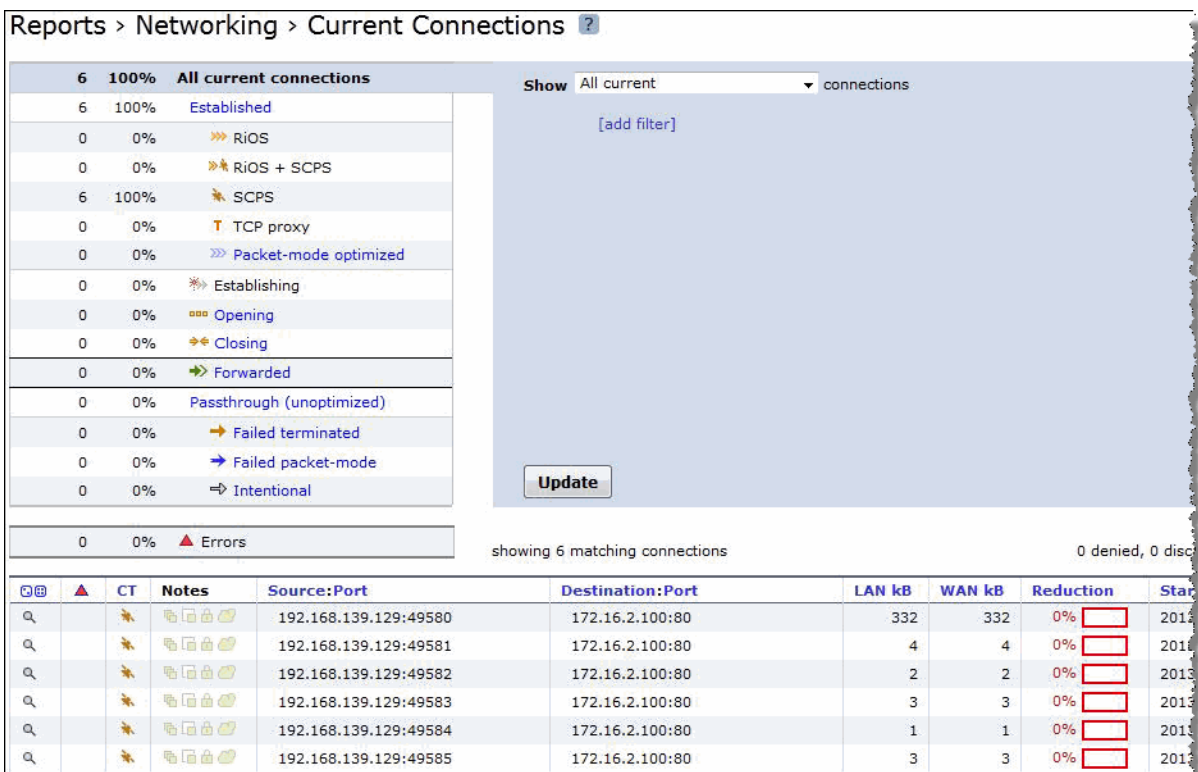 Reports › Networking › Current Connections ?
6 100% All current connections
6 100% Established
0 0% RiOS
0 0% RiOS + SCPS
6 100% SCPS
0 0% T TCP proxy
0 0% Packet-mode optimized
0 0% Establishing
0 0% Opening
0 0% Closing
0 0% Forwarded
0 0% Passthrough (unoptimized)
0 0% Failed terminated
0 0% Failed packet-mode
0 0% Intentional
0 0% Errors
Show All current connections
[add filter]
Update
showing 6 matching connections 0 denied, 0 disc
CT Notes Source:Port Destination:Port LAN kB WAN kB Reduction Star
192.168.139.129:49580 172.16.2.100:80 332 332 0%
192.168.139.129:49581 172.16.2.100:80 4 4 0%
192.168.139.129:49582 172.16.2.100:80 2 2 0% 2013
192.168.139.129:49583 172.16.2.100:80 3 3 0% 2013
192.168.139.129:49584 172.16.2.100:80 1 1 0%
192.168.139.129:49585 172.16.2.100:80 3 3 0%